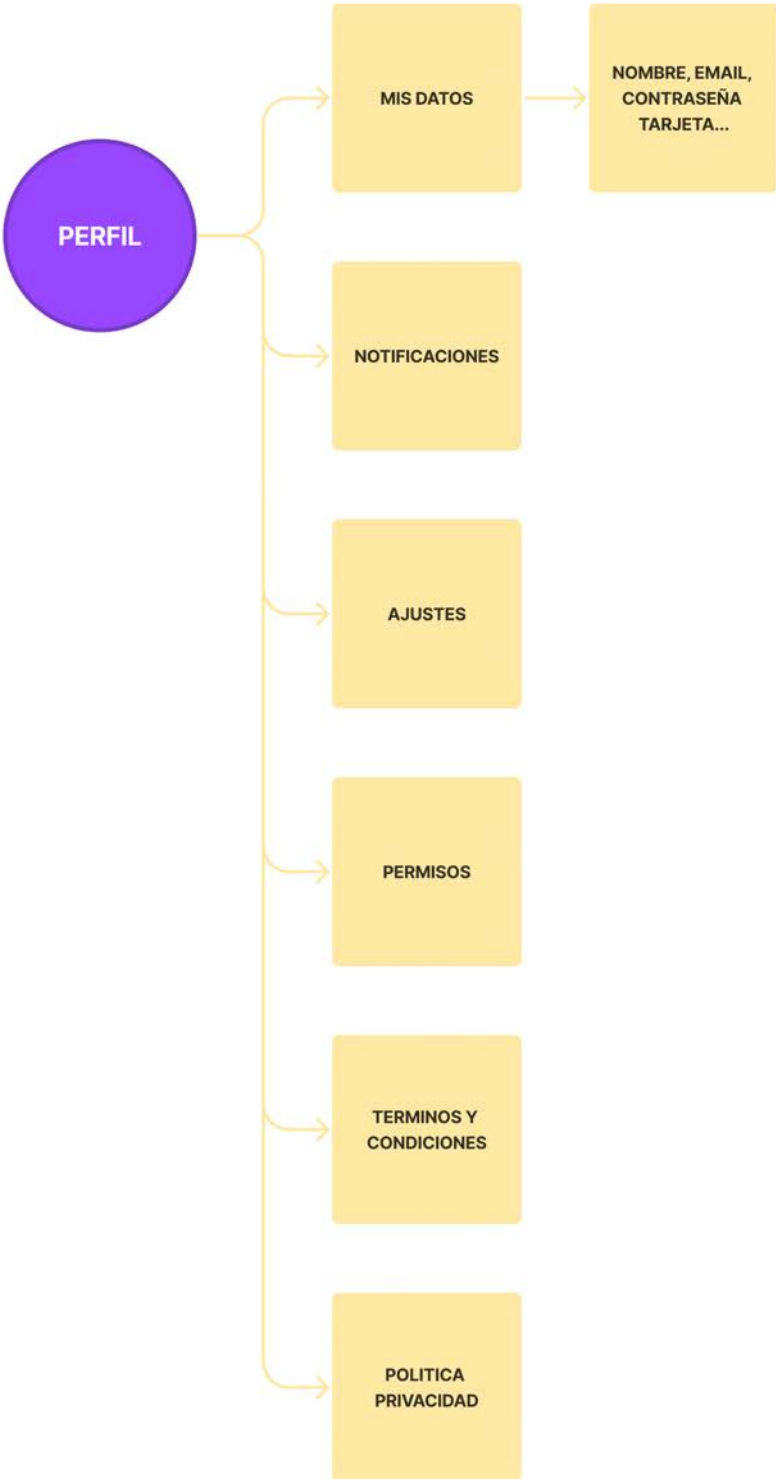 MIS DATOS
NOMBRE, EMAIL,
CONTRASEÑA
TARJETA...
PERFIL
NOTIFICACIONES
AJUSTES
PERMISOS
TERMINOS Y
CONDICIONES
POLITICA
PRIVACIDAD